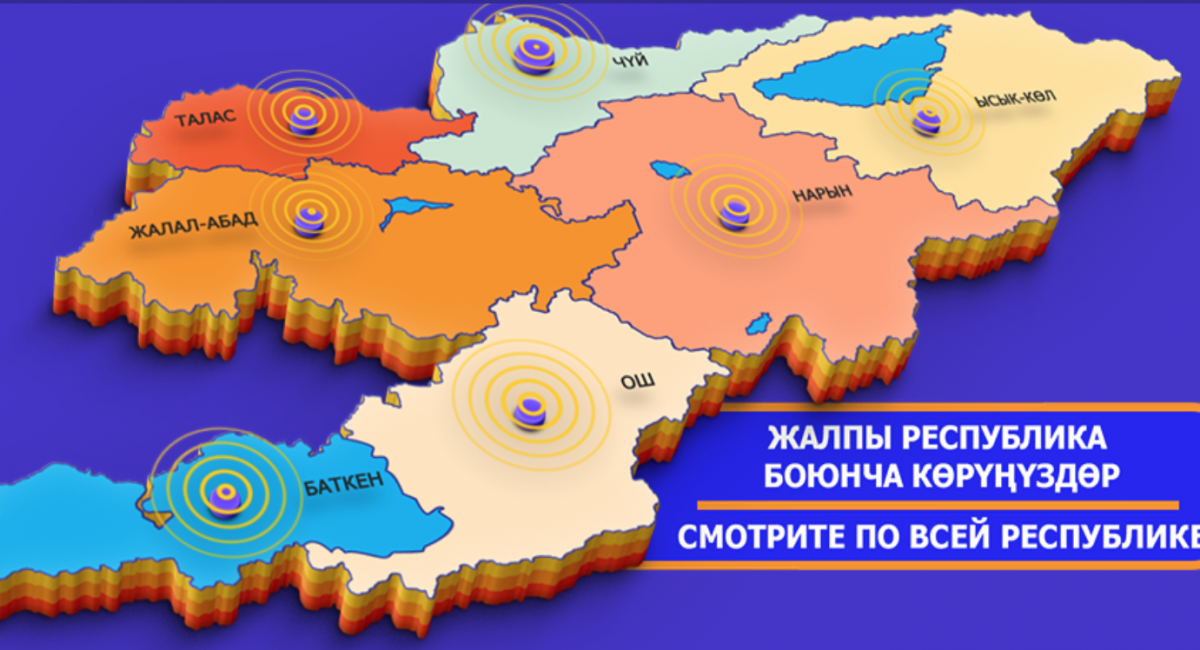 ЧҮЙ
ЫСЫК-КӨЛ
ТАЛАС
НАРЫН
ЖАЛАЛ-АБАД
ОШ
БАТКЕН
ЖАЛПЫ РЕСПУБЛИКА
БОЮНЧА КӨРҮҢҮЗДӨР
СМОТРИТЕ ПО ВСЕЙ РЕСПУБЛИКЕ